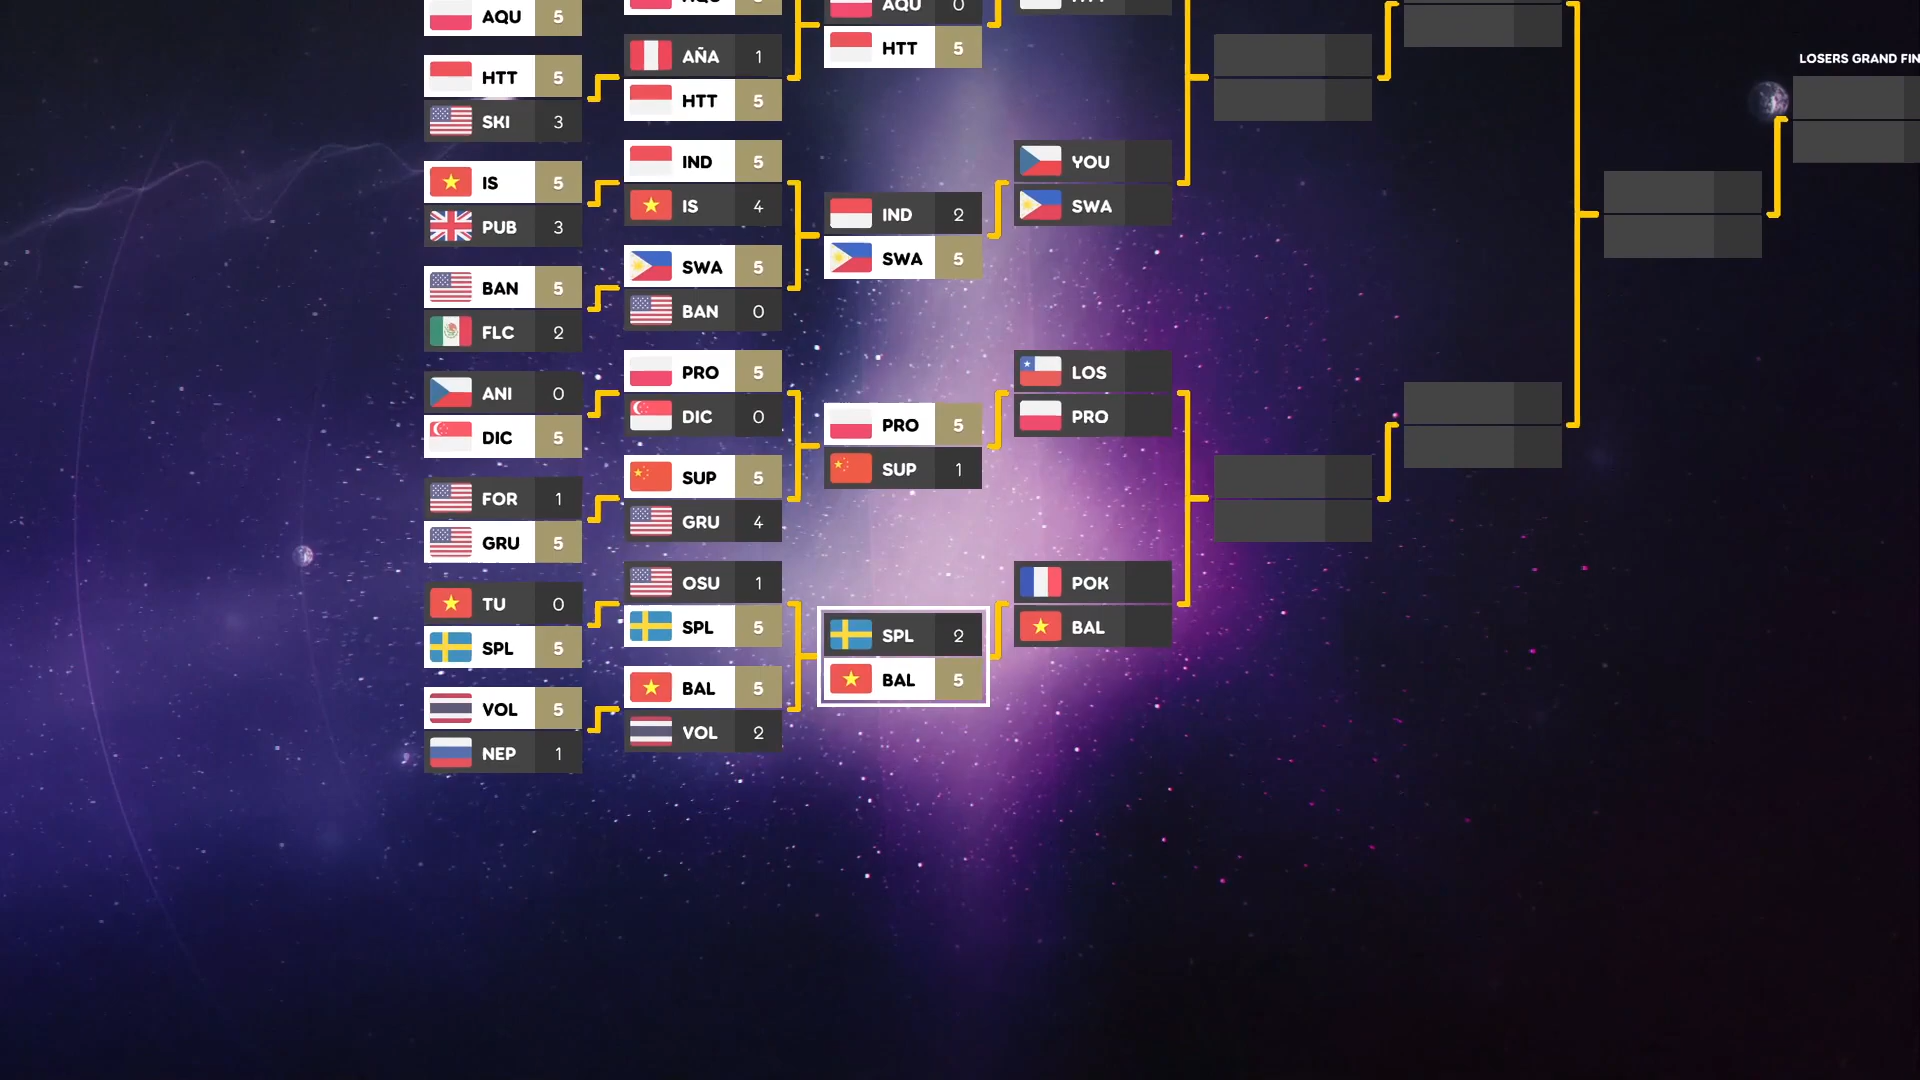 AQU 5
HTT 5
SKI 3
IS 5
PUB 3
BAN 5
FLC 2
ANI 0
DIC 5
FOR 1
GRU 5
TU 0
SPL 5
VOL 5
NEP 1
AÑA 1
HTT 5
IND 5
IS 4
SWA 5
BAN 0
PRO 5
DIC 0
SUP 5
GRU 4
OSU 1
SPL 5
BAL 5
VOL 2
AQU 0
HTT 5
IND 2
SWA 5
PRO 5
SUP 1
SPL 2
BAL 5
YOU
SWA
LOS
PRO
POK
BAL
LOSERS GRAND FIN